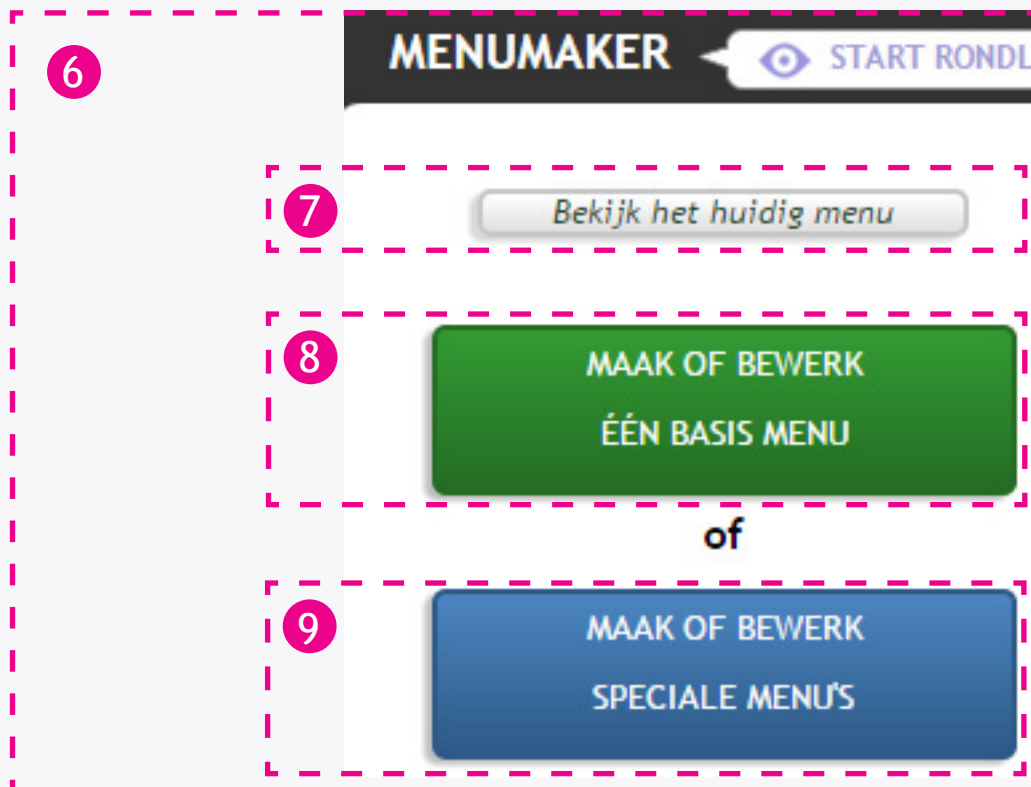 6
MENUMAKER START RONDL
7 Bekijk het huidig menu
8 MAAK OF BEWERK
ÉÉN BASIS MENU
of
9 MAAK OF BEWERK
SPECIALE MENU'S